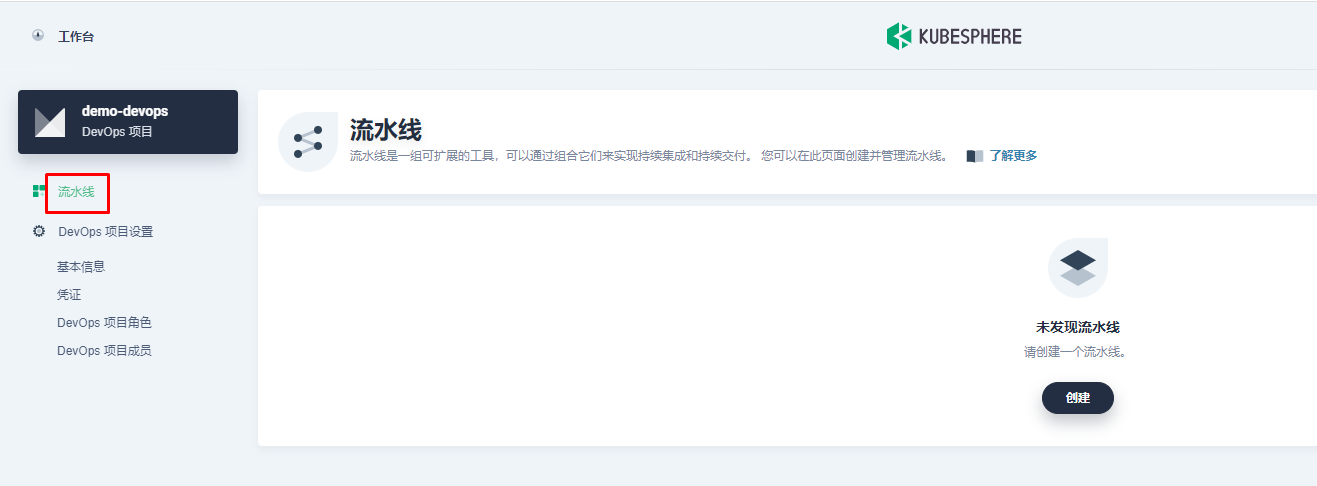 工作台
KUBESPHERE
demo-devops
DevOps 项目
流水线
DevOps 项目设置
基本信息
凭证
DevOps 项目角色
DevOps 项目成员
流水线
流水线是一组可扩展的工具，可以通过组合它们来实现持续集成和持续交付。 您可以在此页面创建并管理流水线。 了解更多
未发现流水线
请创建一个流水线。
创建